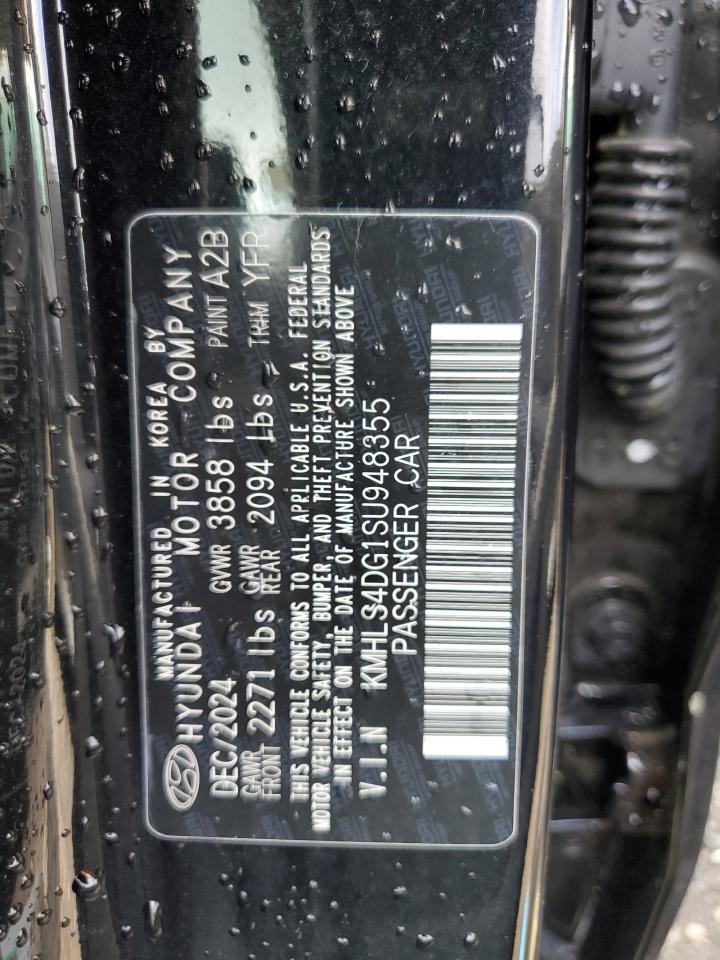 MANUFACTURED IN KOREA BY
HYUNDAI MOTOR COMPANY
DEC/2024 GVWR 3858 lbs PAINT A2B
GAWR FRONT 2271 lbs GAWR REAR 2094 lbs TRIM YFR
THIS VEHICLE CONFORMS TO ALL APPLICABLE U.S.A. FEDERAL
MOTOR VEHICLE SAFETY, BUMPER, AND THEFT PREVENTION STANDARDS
IN EFFECT ON THE DATE OF MANUFACTURE SHOWN ABOVE
V.I.N KMHLS4DG1SU948355
PASSENGER CAR